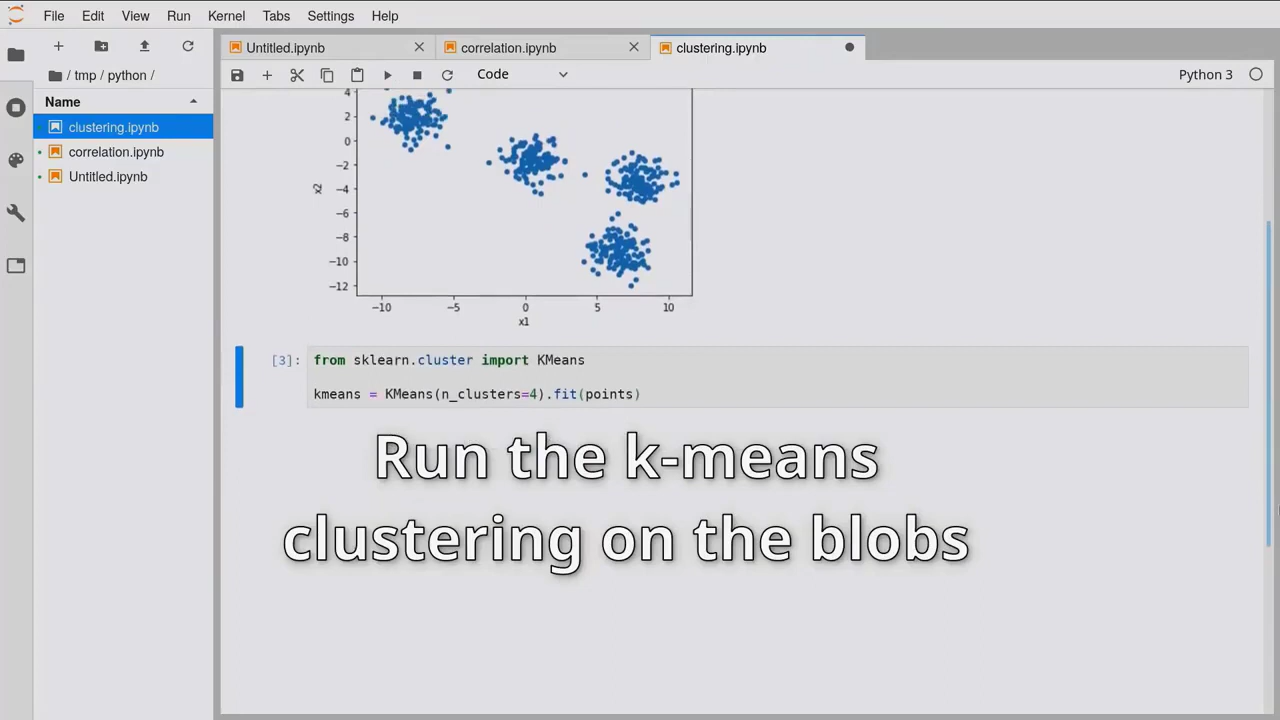 File Edit View Run Kernel Tabs Settings Help
Untitled.ipynb
correlation.ipynb
clustering.ipynb
/ tmp / python /
Code
Python 3
Name
clustering.ipynb
correlation.ipynb
Untitled.ipynb
4
2
0
−2
−4
−6
−8
−10
−12
x2
−10 −5 0 5 10
x1
[3]:
from sklearn.cluster import KMeans
kmeans = KMeans(n_clusters=4).fit(points)
Run the k-means
clustering on the blobs